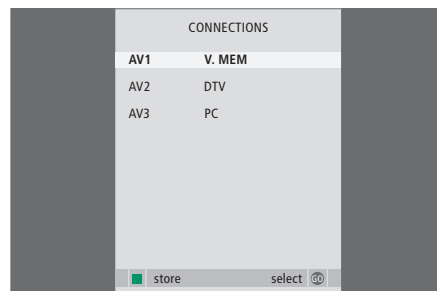 CONNECTIONS
AV1 V. MEM
AV2 DTV
AV3 PC
store select GO